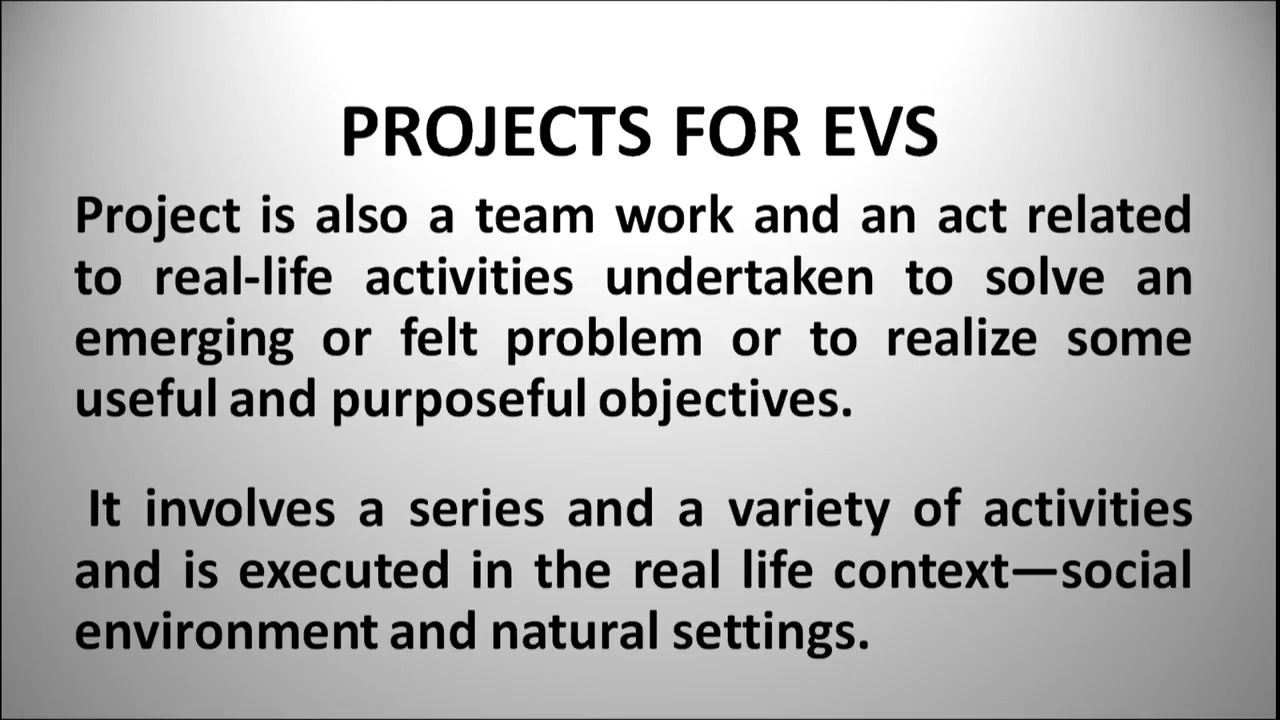 PROJECTS FOR EVS
Project is also a team work and an act related
to real-life activities undertaken to solve an
emerging or felt problem or to realize some
useful and purposeful objectives.
It involves a series and a variety of activities
and is executed in the real life context—social
environment and natural settings.